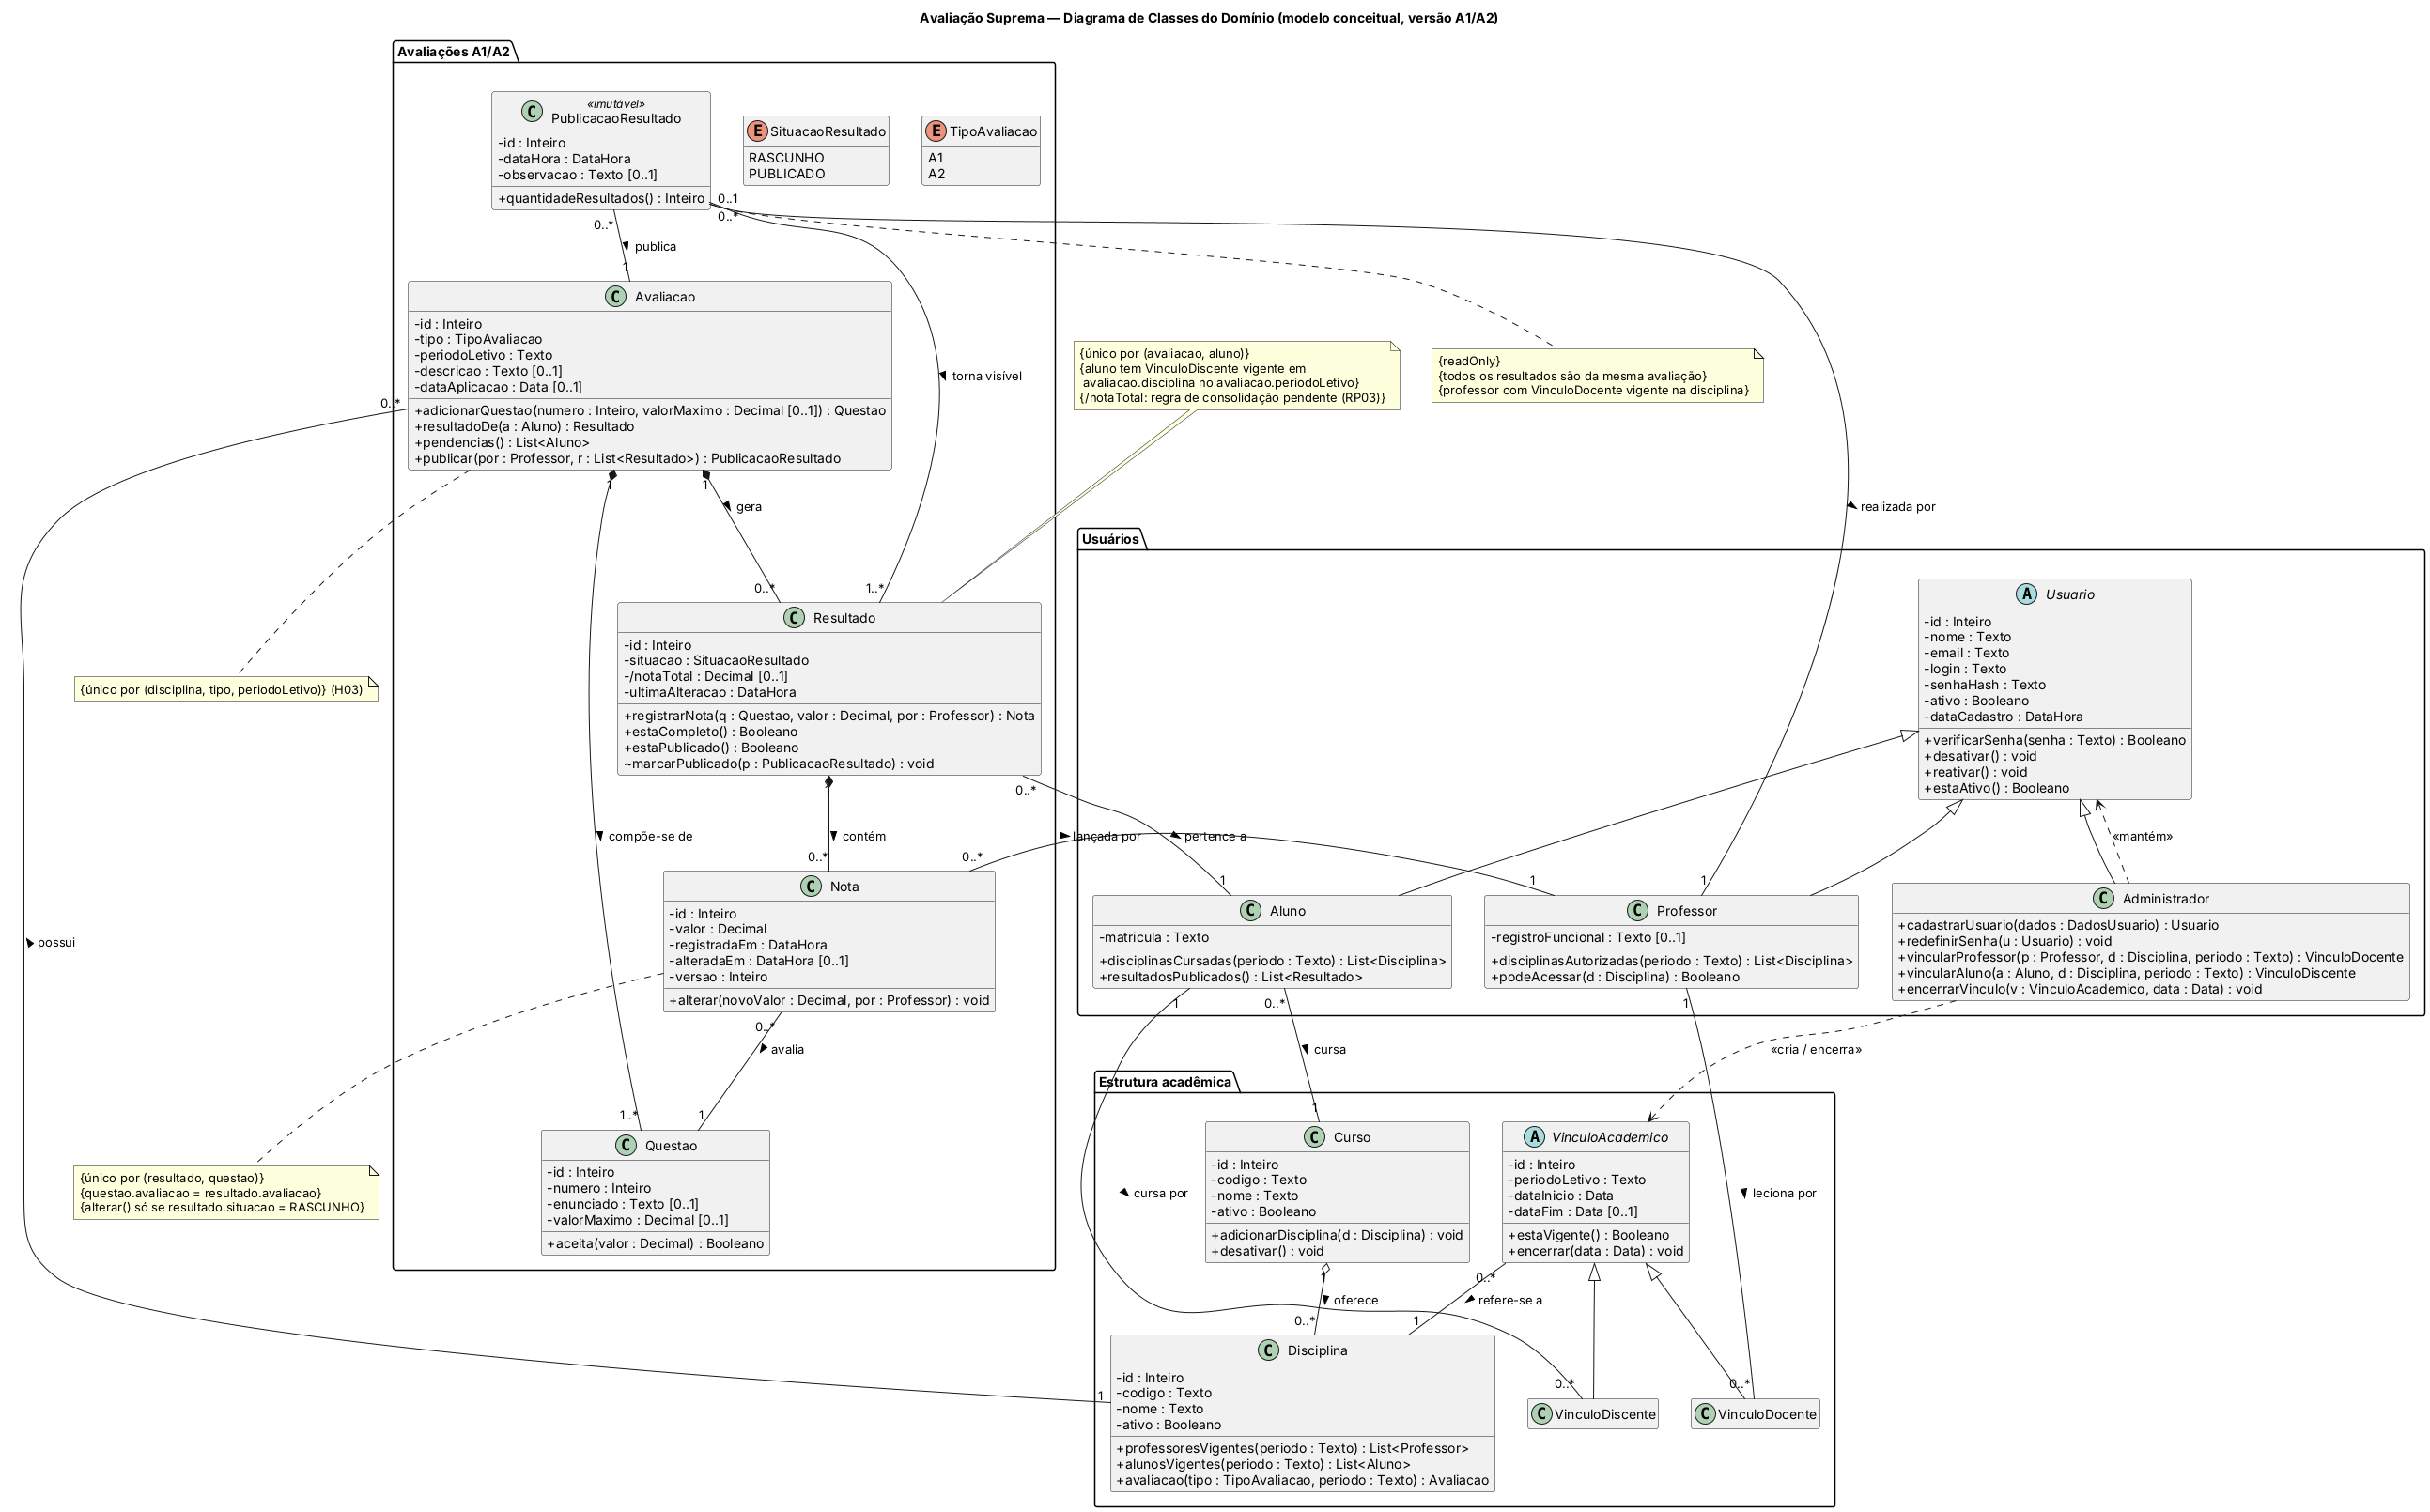 Avaliação Suprema — Diagrama de Classes do Domínio (modelo conceitual, versão A1/A2)
Avaliações A1/A2
«imutável»
C PublicacaoResultado
-id : Inteiro
-dataHora : DataHora
-observacao : Texto [0..1]
+quantidadeResultados() : Inteiro
E SituacaoResultado
RASCUNHO
PUBLICADO
E TipoAvaliacao
A1
A2
0..1
0..*
0..*
publica
1
C Avaliacao
-id : Inteiro
-tipo : TipoAvaliacao
-periodoLetivo : Texto
-descricao : Texto [0..1]
-dataAplicacao : Data [0..1]
+adicionarQuestao(numero : Inteiro, valorMaximo : Decimal [0..1]) : Questao
+resultadoDe(a : Aluno) : Resultado
+pendencias() : List<Aluno>
+publicar(por : Professor, r : List<Resultado>) : PublicacaoResultado
0..*
torna visível
{único por (avaliacao, aluno)}
{aluno tem VinculoDiscente vigente em
avaliacao.disciplina no avaliacao.periodoLetivo}
{/notaTotal: regra de consolidação pendente (RP03)}
{readOnly}
{todos os resultados são da mesma avaliação}
{professor com VinculoDocente vigente na disciplina}
1
1
gera
realizada por
0..*
1..*
{único por (disciplina, tipo, periodoLetivo)} (H03)
C Resultado
-id : Inteiro
-situacao : SituacaoResultado
-/notaTotal : Decimal [0..1]
-ultimaAlteracao : DataHora
+registrarNota(q : Questao, valor : Decimal, por : Professor) : Nota
+estaCompleto() : Booleano
+estaPublicado() : Booleano
~marcarPublicado(p : PublicacaoResultado) : void
Usuários
A Usuario
-id : Inteiro
-nome : Texto
-email : Texto
-login : Texto
-senhaHash : Texto
-ativo : Booleano
-dataCadastro : DataHora
+verificarSenha(senha : Texto) : Booleano
+desativar() : void
+reativar() : void
+estaAtivo() : Booleano
1
0..*
compõe-se de
contém
lançada por
pertence a
«mantém»
0..*
0..*
1
1
1
C Nota
-id : Inteiro
-valor : Decimal
-registradaEm : DataHora
-alteradaEm : DataHora [0..1]
-versao : Inteiro
+alterar(novoValor : Decimal, por : Professor) : void
C Aluno
-matricula : Texto
+disciplinasCursadas(periodo : Texto) : List<Disciplina>
+resultadosPublicados() : List<Resultado>
C Professor
-registroFuncional : Texto [0..1]
+disciplinasAutorizadas(periodo : Texto) : List<Disciplina>
+podeAcessar(d : Disciplina) : Booleano
C Administrador
+cadastrarUsuario(dados : DadosUsuario) : Usuario
+redefinirSenha(u : Usuario) : void
+vincularProfessor(p : Professor, d : Disciplina, periodo : Texto) : VinculoDocente
+vincularAluno(a : Aluno, d : Disciplina, periodo : Texto) : VinculoDiscente
+encerrarVinculo(v : VinculoAcademico, data : Data) : void
possui
0..*
1
0..*
1
avalia
cursa
«cria / encerra»
1..*
1
1
{único por (resultado, questao)}
{questao.avaliacao = resultado.avaliacao}
{alterar() só se resultado.situacao = RASCUNHO}
C Questao
-id : Inteiro
-numero : Inteiro
-enunciado : Texto [0..1]
-valorMaximo : Decimal [0..1]
+aceita(valor : Decimal) : Booleano
Estrutura acadêmica
cursa por
C Curso
-id : Inteiro
-codigo : Texto
-nome : Texto
-ativo : Booleano
+adicionarDisciplina(d : Disciplina) : void
+desativar() : void
A VinculoAcademico
-id : Inteiro
-periodoLetivo : Texto
-dataInicio : Data
-dataFim : Data [0..1]
+estaVigente() : Booleano
+encerrar(data : Data) : void
leciona por
1
0..*
oferece
refere-se a
0..*
1
1
C Disciplina
-id : Inteiro
-codigo : Texto
-nome : Texto
-ativo : Booleano
+professoresVigentes(periodo : Texto) : List<Professor>
+alunosVigentes(periodo : Texto) : List<Aluno>
+avaliacao(tipo : TipoAvaliacao, periodo : Texto) : Avaliacao
0..*
C VinculoDiscente
0..*
C VinculoDocente